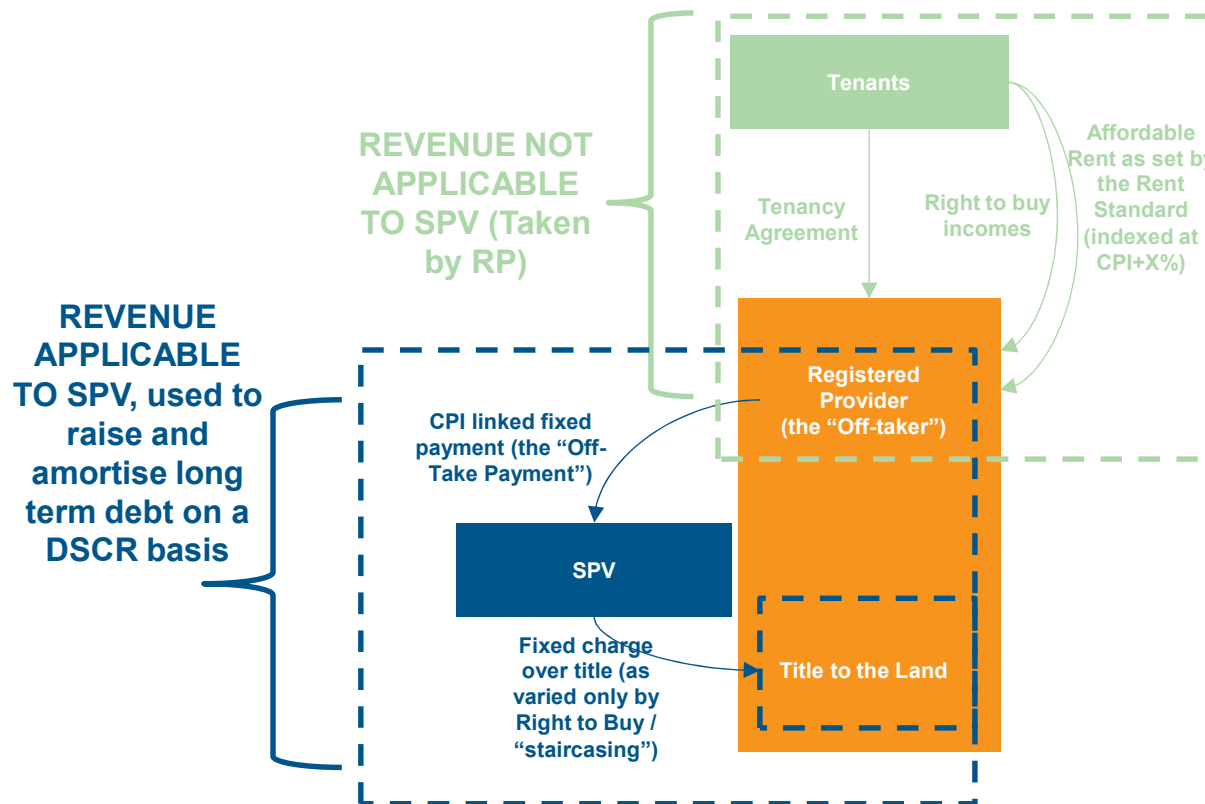 Tenants
REVENUE NOT
APPLICABLE
TO SPV (Taken
by RP)
Tenancy
Agreement
Right to buy
incomes
Affordable
Rent as set by
the Rent
Standard
(indexed at
CPI+X%)
REVENUE
APPLICABLE
TO SPV, used to
raise and
amortise long
term debt on a
DSCR basis
Registered
Provider
(the “Off-taker”)
CPI linked fixed
payment (the “Off-
Take Payment”)
SPV
Fixed charge
over title (as
varied only by
Right to Buy /
“staircasing”)
Title to the Land